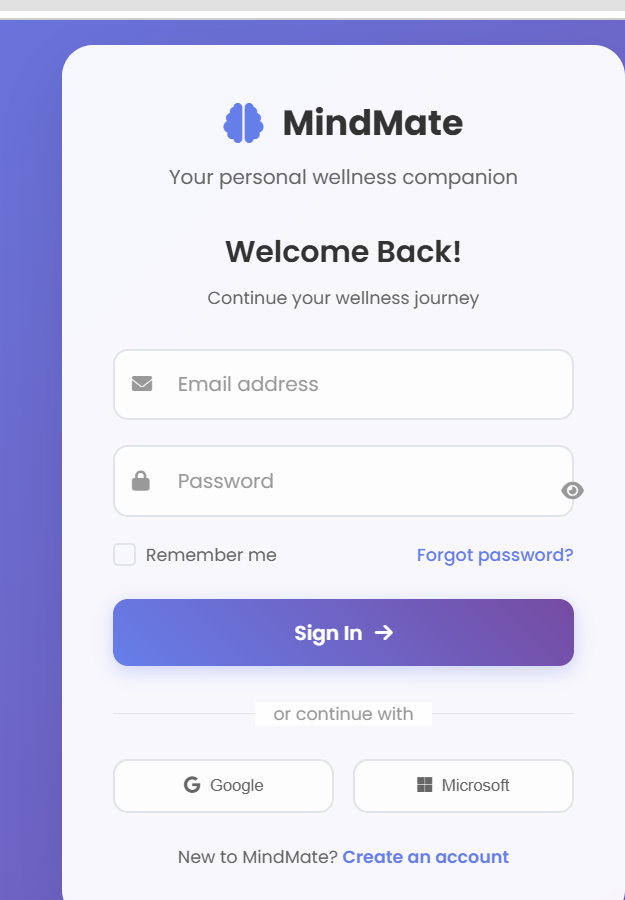 MindMate
Your personal wellness companion
Welcome Back!
Continue your wellness journey
Email address
Password
Remember me
Forgot password?
Sign In
or continue with
Google
Microsoft
New to MindMate? Create an account